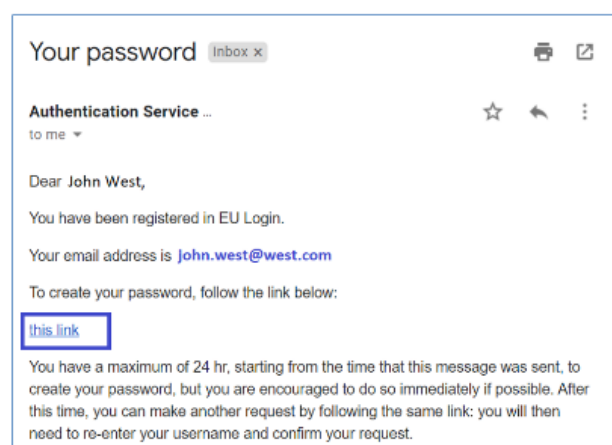 Your password Inbox x
Authentication Service ...
to me
Dear John West,
You have been registered in EU Login.
Your email address is john.west@west.com
To create your password, follow the link below:
this link
You have a maximum of 24 hr, starting from the time that this message was sent, to
create your password, but you are encouraged to do so immediately if possible. After
this time, you can make another request by following the same link: you will then
need to re-enter your username and confirm your request.